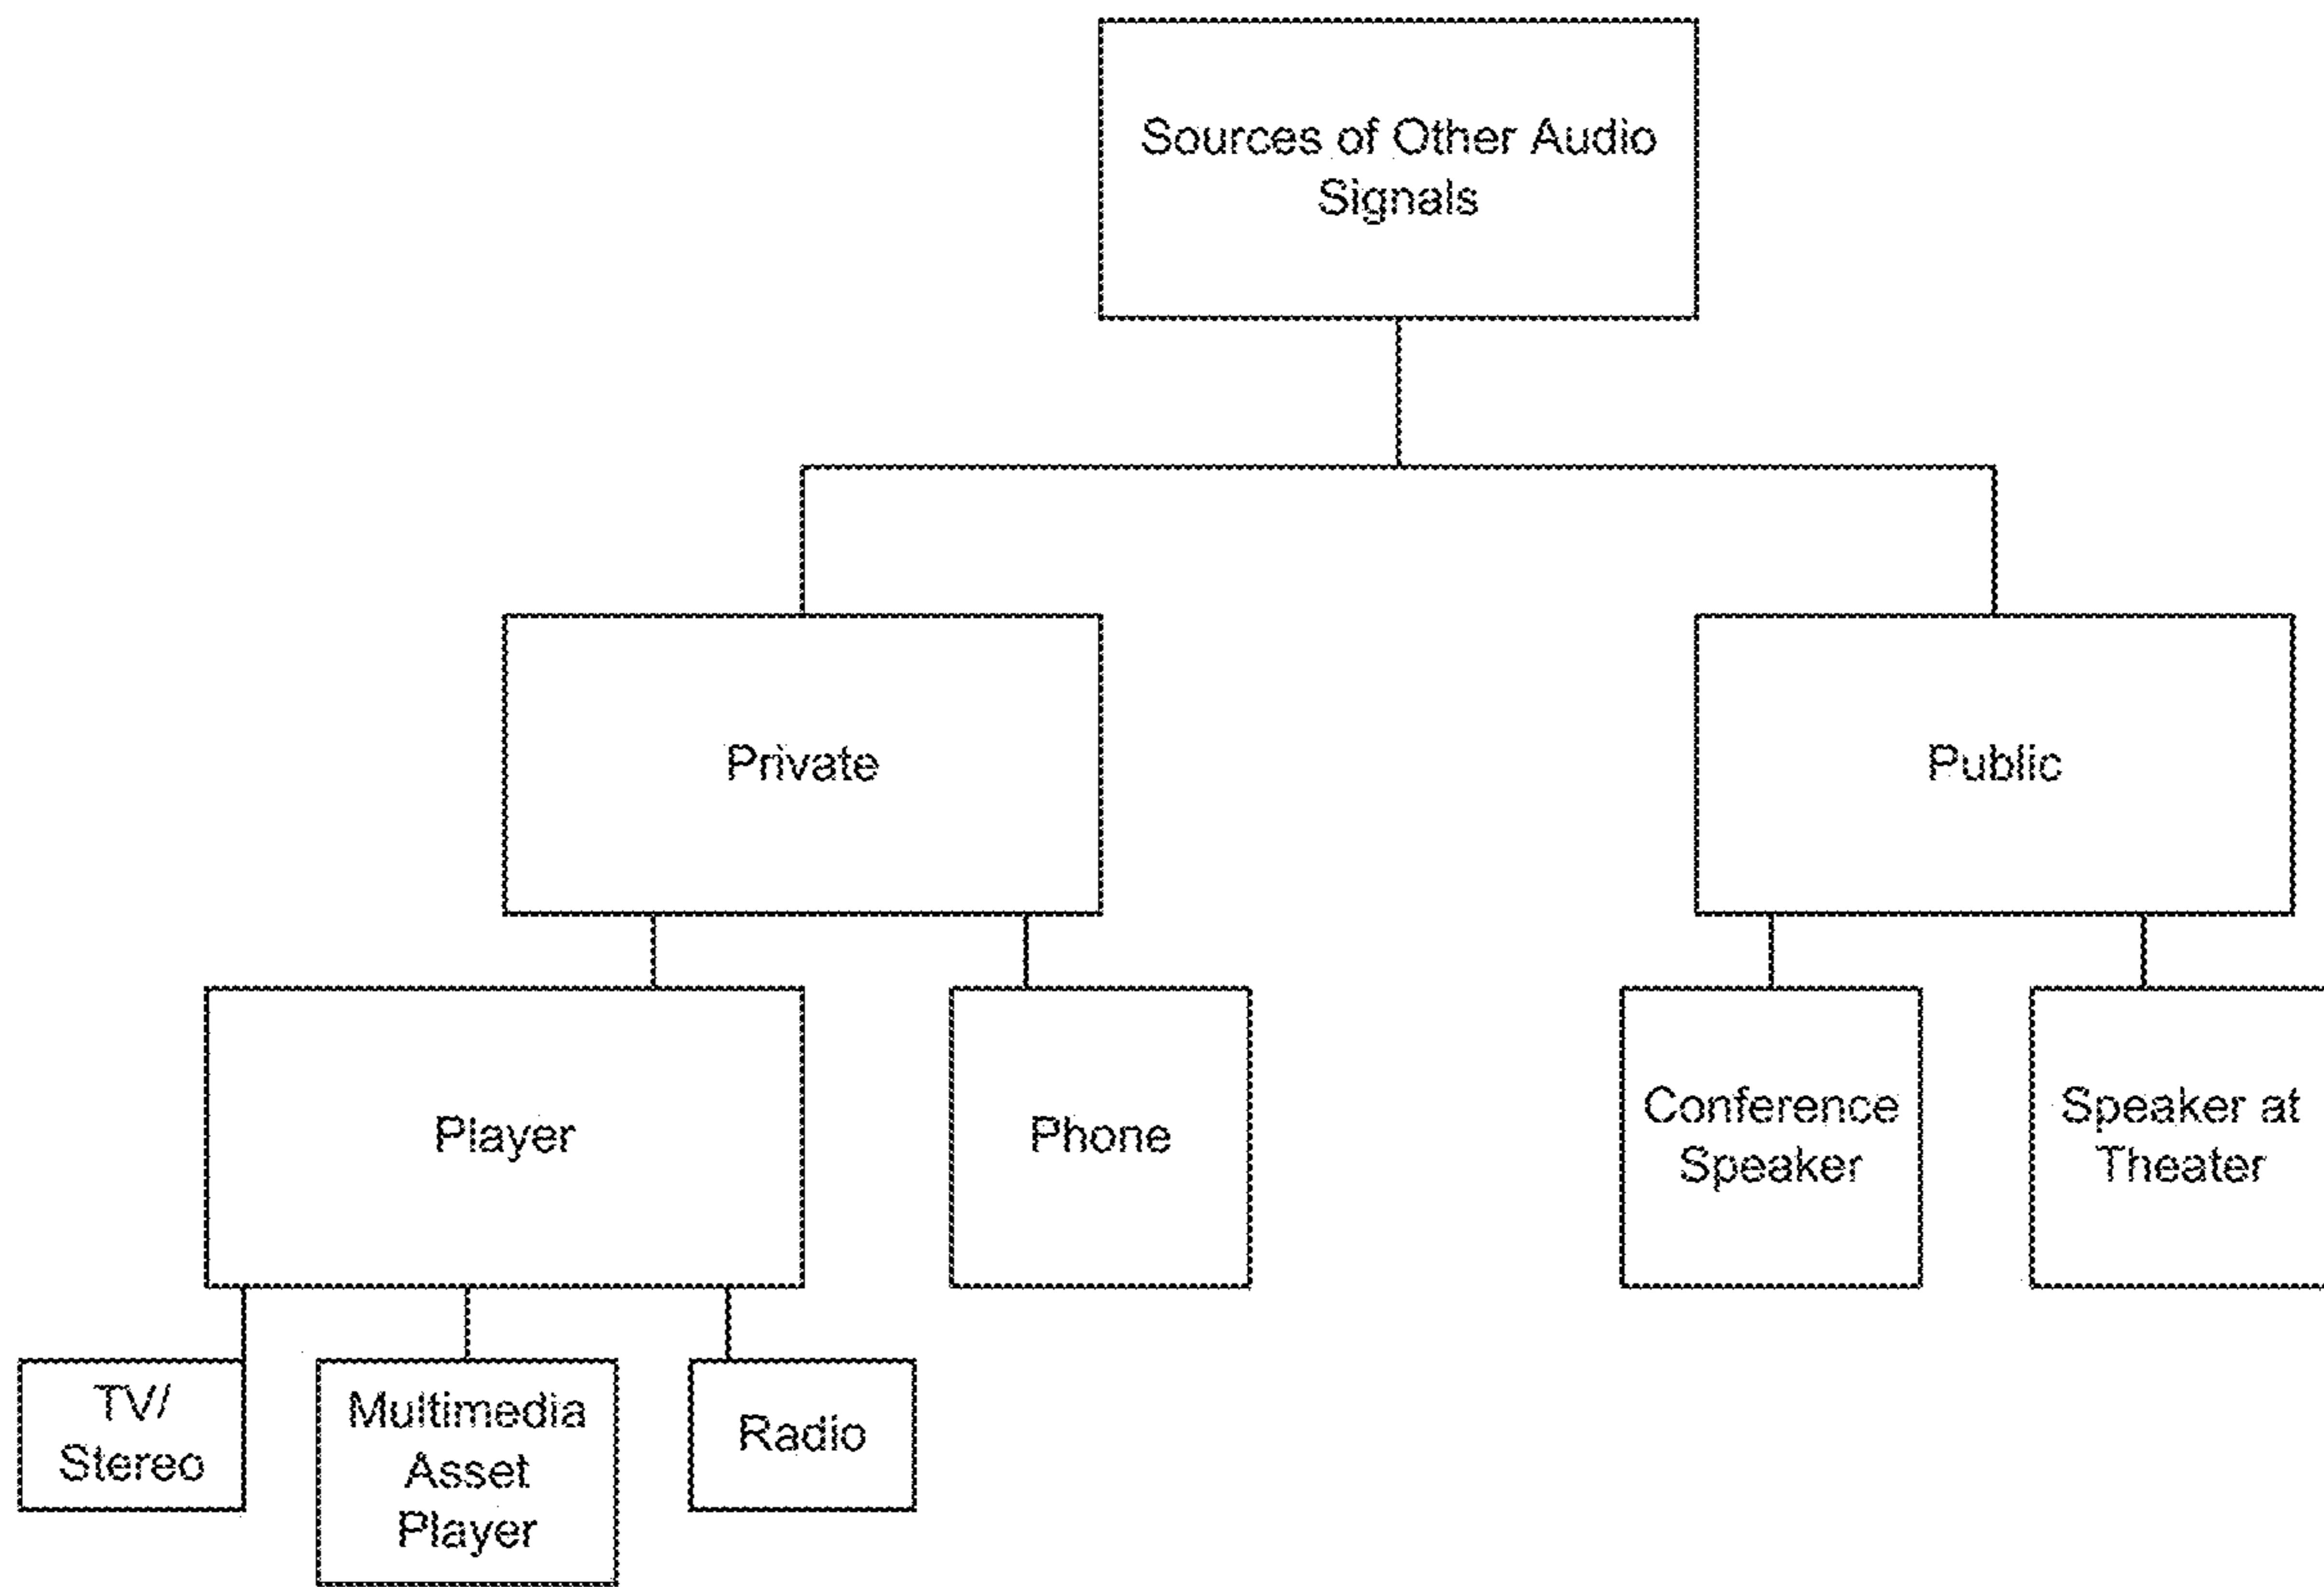 Sources of Other Audio
Signals
Private
Public
Player
Phone
Conference
Speaker
Speaker at
Theater
TV/
Stereo
Multimedia
Asset
Player
Radio